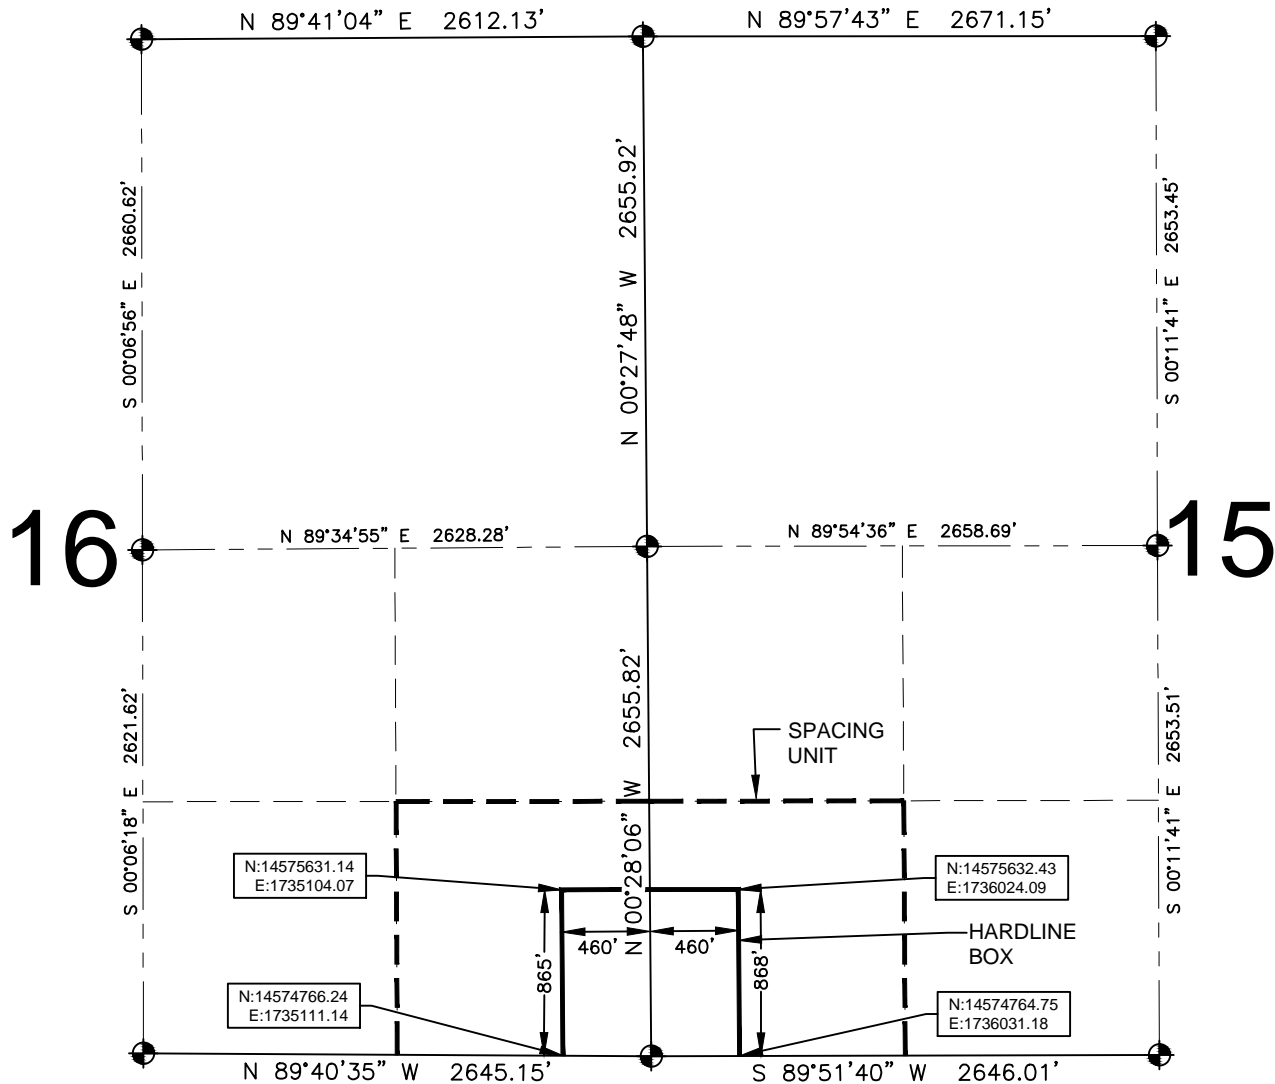 N 89°41'04" E 2612.13'
N 89°57'43" E 2671.15'
S 00°06'56" E 2660.62'
N 00°27'48" W 2655.92'
S 00°11'41" E 2653.45'
16
15
N 89°34'55" E 2628.28'
N 89°54'36" E 2658.69'
S 00°06'18" E 2621.62'
N 00°28'06" W 2655.82'
S 00°11'41" E 2653.51'
SPACING
UNIT
N:14575631.14
E:1735104.07
N:14575632.43
E:1736024.09
HARDLINE
BOX
460'
460'
865'
868'
N:14574766.24
E:1735111.14
N:14574764.75
E:1736031.18
N 89°40'35" W 2645.15'
S 89°51'40" W 2646.01'